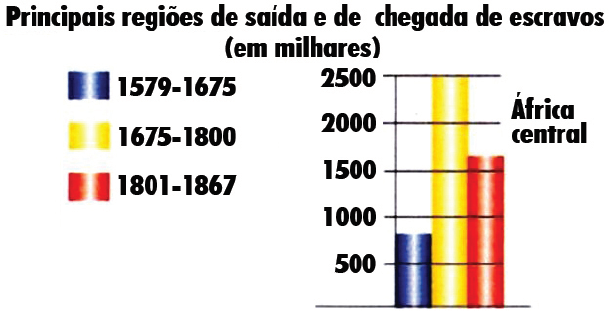 Principais regiões de saída e de chegada de escravos
(em milhares)
1579-1675
1675-1800
1801-1867
2500
2000
1500
1000
500
África
central